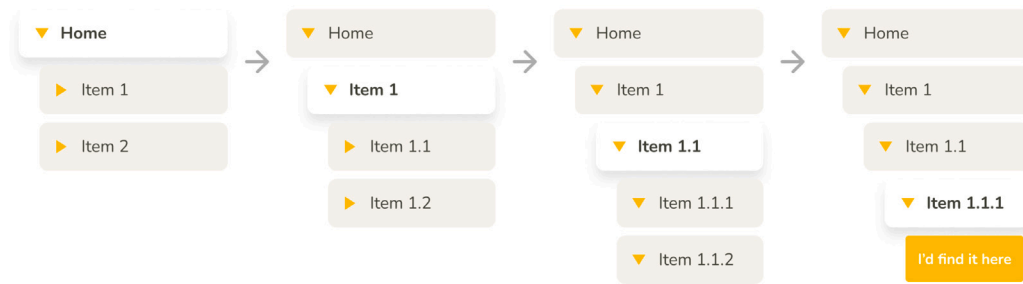 Home
Item 1
Item 2
Home
Item 1
Item 1.1
Item 1.2
Home
Item 1
Item 1.1
Item 1.1.1
Item 1.1.2
Home
Item 1
Item 1.1
Item 1.1.1
I'd find it here